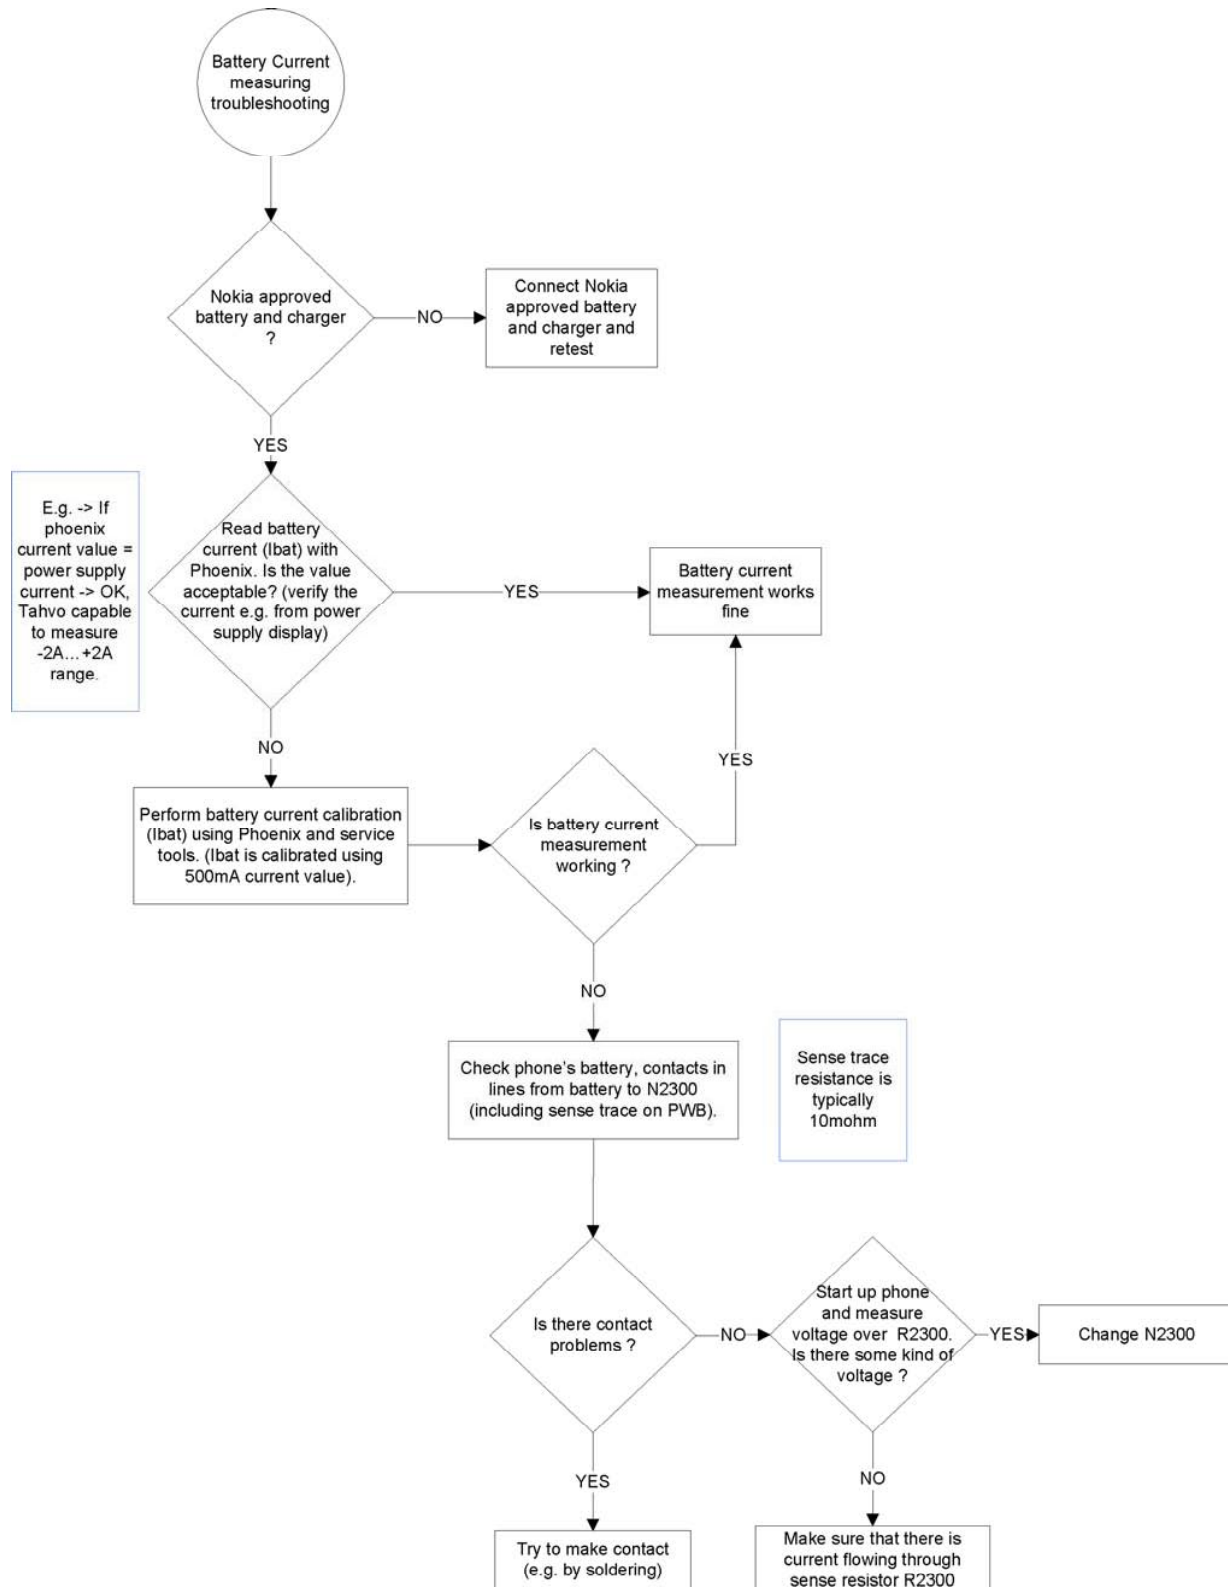 Battery Current
measuring
troubleshooting
Nokia approved
battery and charger
?
NO
Connect Nokia
approved battery
and charger and
retest
YES
E.g. -> If
phoenix
current value =
power supply
current -> OK,
Tahvo capable
to measure
-2A...+2A
range.
Read battery
current (Ibat) with
Phoenix. Is the value
acceptable? (verify the
current e.g. from power
supply display)
YES
Battery current
measurement works
fine
NO
YES
Perform battery current calibration
(Ibat) using Phoenix and service
tools. (Ibat is calibrated using
500mA current value).
Is battery current
measurement
working ?
NO
Check phone's battery, contacts in
lines from battery to N2300
(including sense trace on PWB).
Sense trace
resistance is
typically
10mohm
Is there contact
problems ?
NO
Start up phone
and measure
voltage over R2300.
Is there some kind of
voltage ?
YES
Change N2300
YES
NO
Try to make contact
(e.g. by soldering)
Make sure that there is
current flowing through
sense resistor R2300